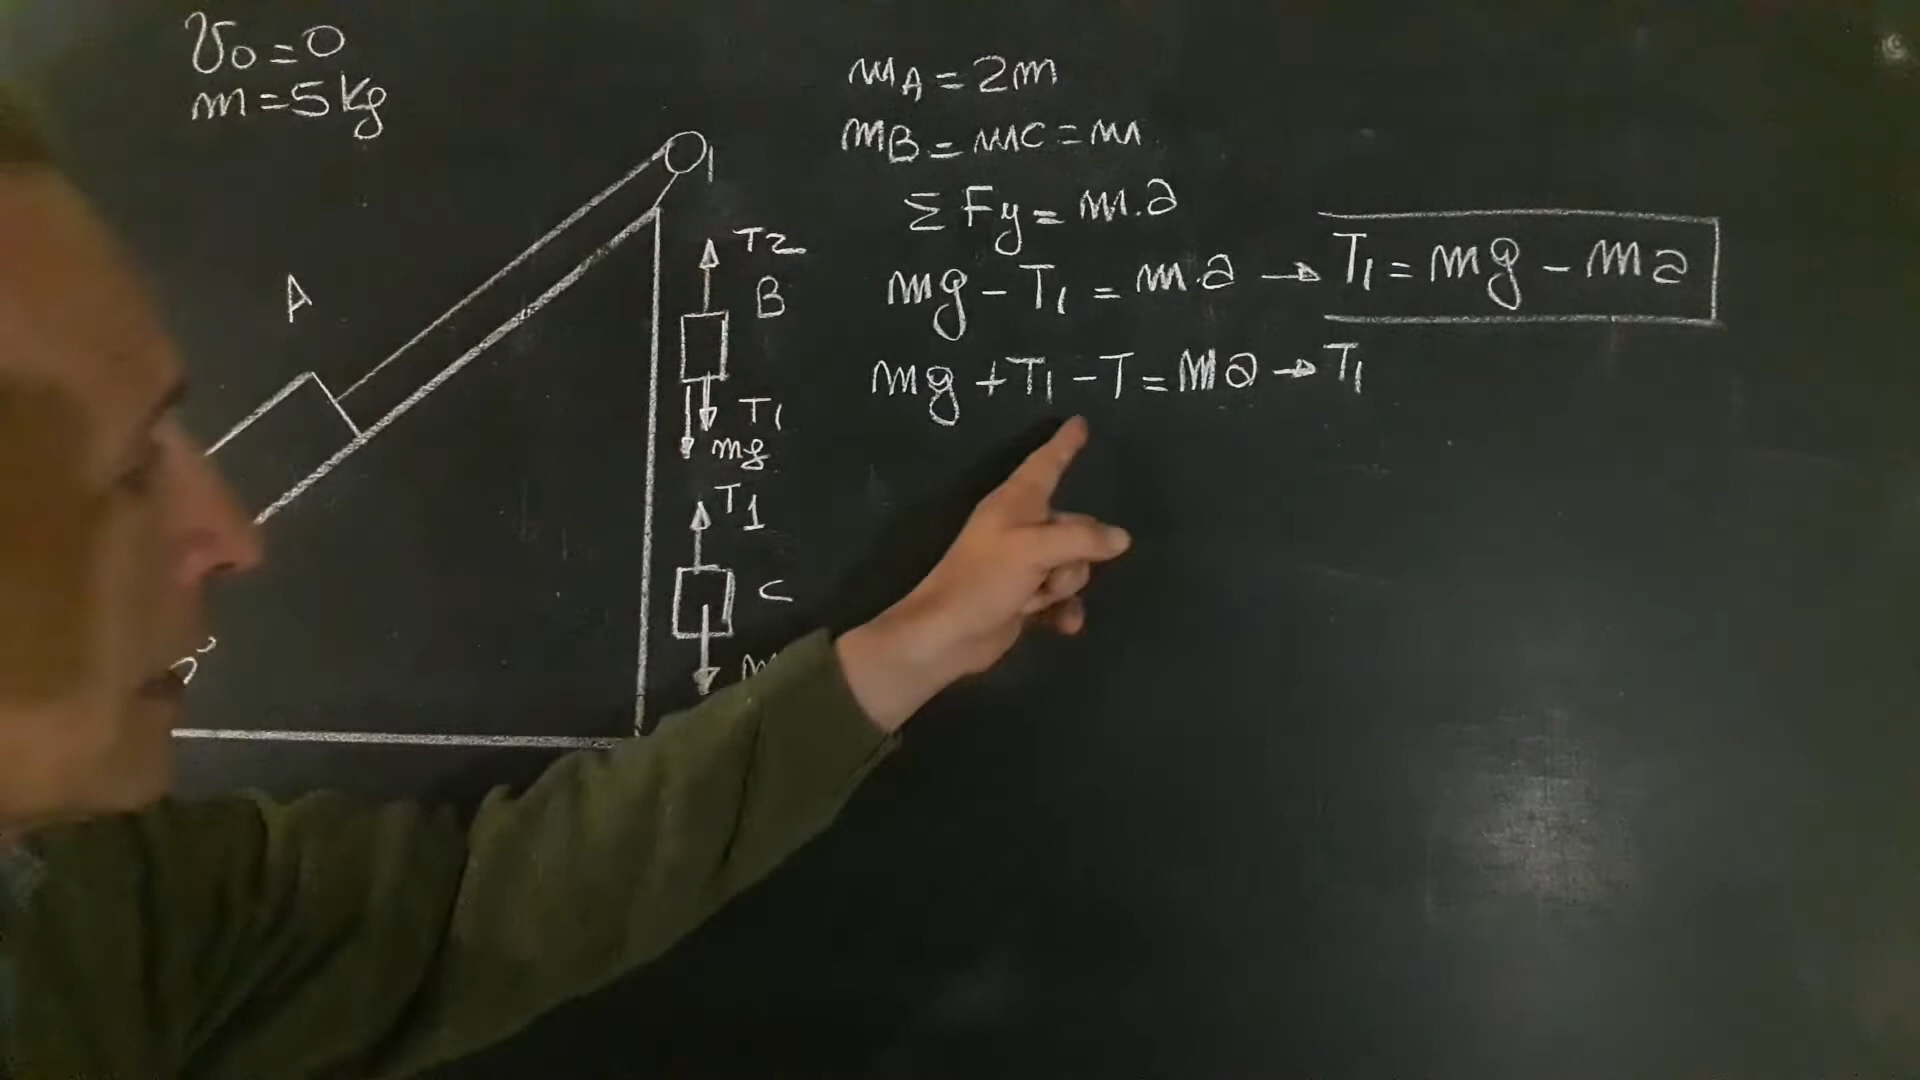 v₀=0
m=5kg
A
T2
B
T1
mg
T1
C
mA=2m
mB=mC=m
ΣFy=m.a
mg-T₁=m.a→T₁=mg-ma
mg+T₁-T=ma→T₁